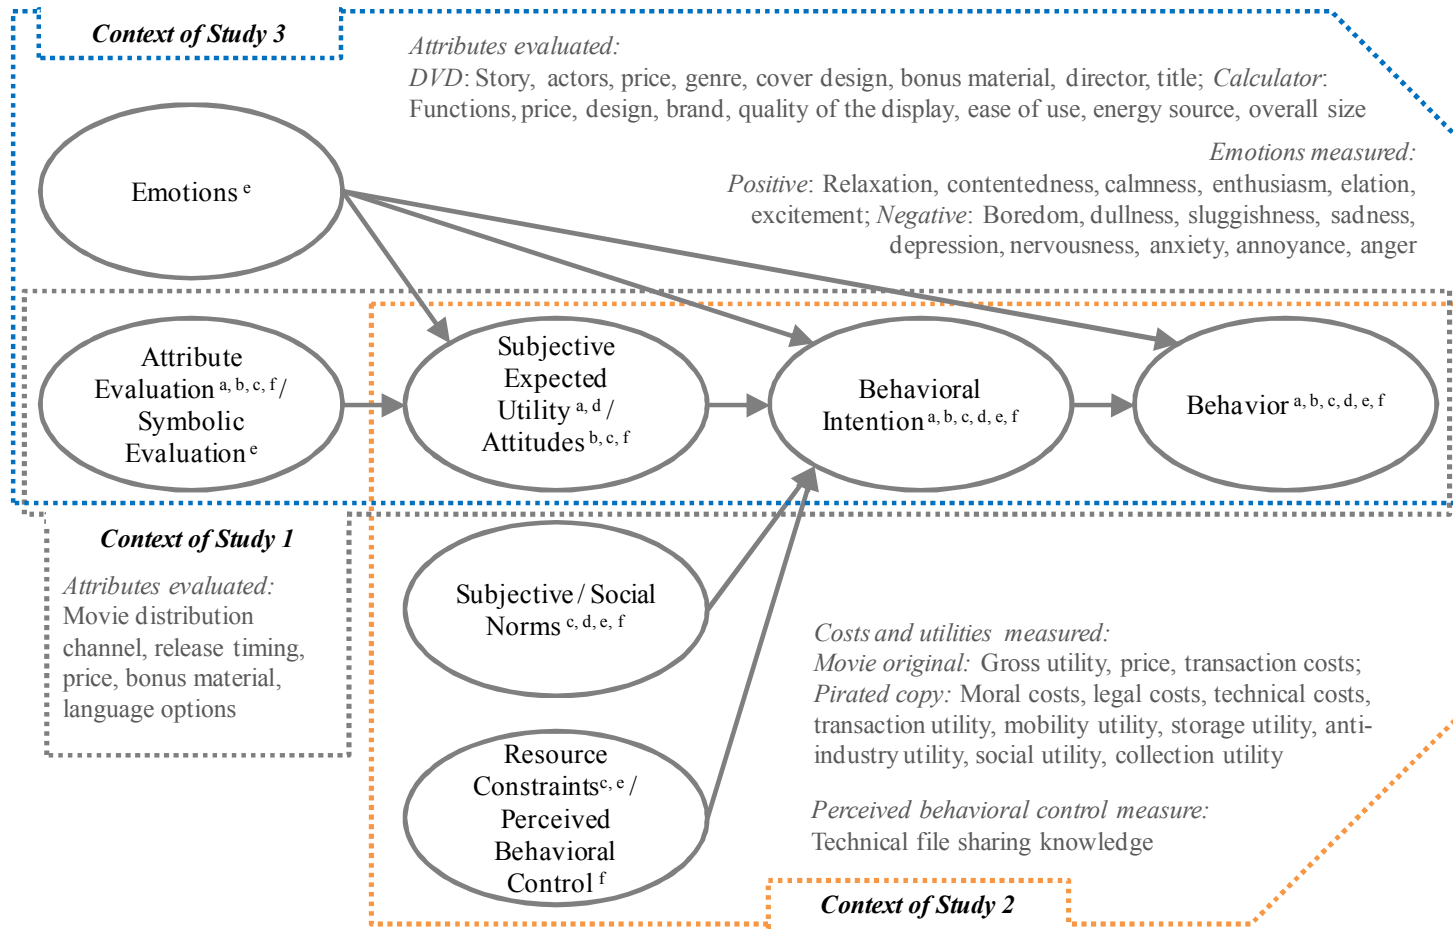 Context of Study 3
Attributes evaluated:
DVD: Story, actors, price, genre, cover design, bonus material, director, title; Calculator:
Functions, price, design, brand, quality of the display, ease of use, energy source, overall size
Emotions measured:
Positive: Relaxation, contentedness, calmness, enthusiasm, elation,
excitement; Negative: Boredom, dullness, sluggishness, sadness,
depression, nervousness, anxiety, annoyance, anger
Emotions e
Attribute
Evaluation a, b, c, f /
Symbolic
Evaluation e
Subjective
Expected
Utility a, d /
Attitudes b, c, f
Behavioral
Intention a, b, c, d, e, f
Behavior a, b, c, d, e, f
Context of Study 1
Attributes evaluated:
Movie distribution
channel, release timing,
price, bonus material,
language options
Subjective / Social
Norms c, d, e, f
Resource
Constraints c, e /
Perceived
Behavioral
Control f
Costs and utilities measured:
Movie original: Gross utility, price, transaction costs;
Pirated copy: Moral costs, legal costs, technical costs,
transaction utility, mobility utility, storage utility, anti-
industry utility, social utility, collection utility
Perceived behavioral control measure:
Technical file sharing knowledge
Context of Study 2